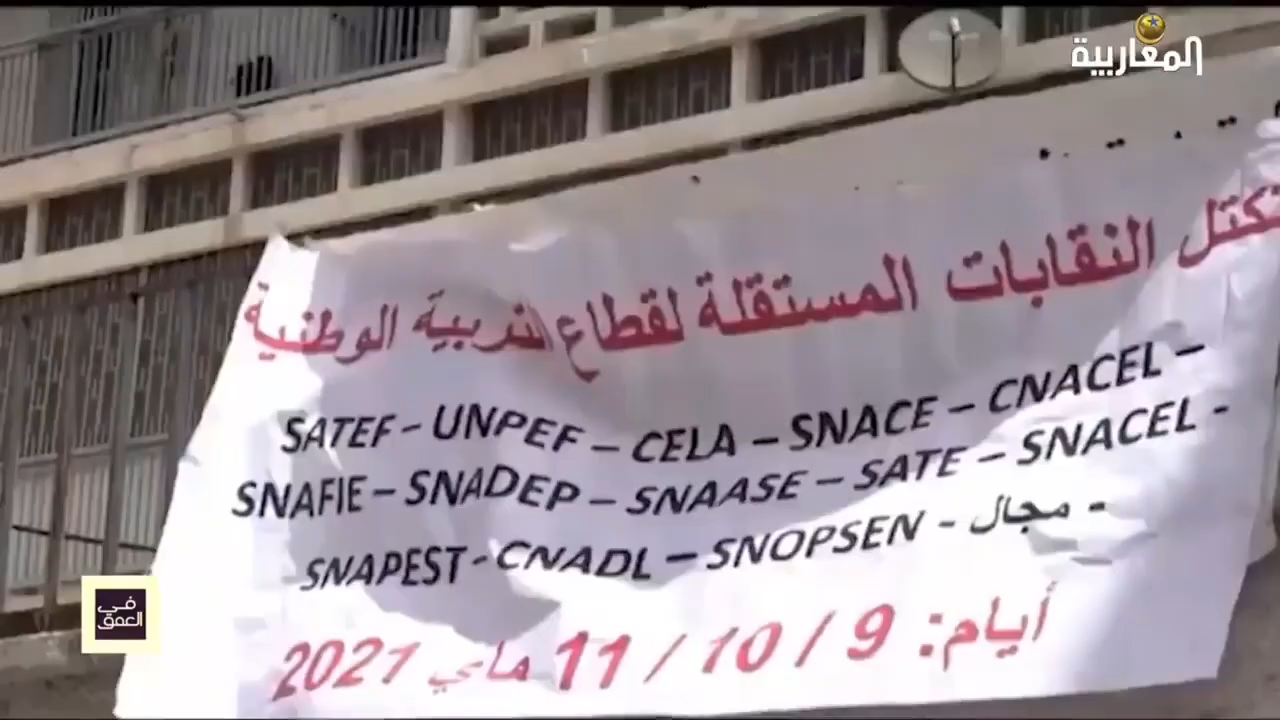 المغاربية
تكتل النقابات المستقلة لقطاع التربية الوطنية
SATEF - UNPEF - CELA - SNACE - CNACEL -
SNAFIE - SNADEP - SNAASE - SATE - SNACEL -
SNAPEST - CNADL - SNOPSEN - مجال -
أيام: 9 / 10 / 11 ماي 2021
في
العمق